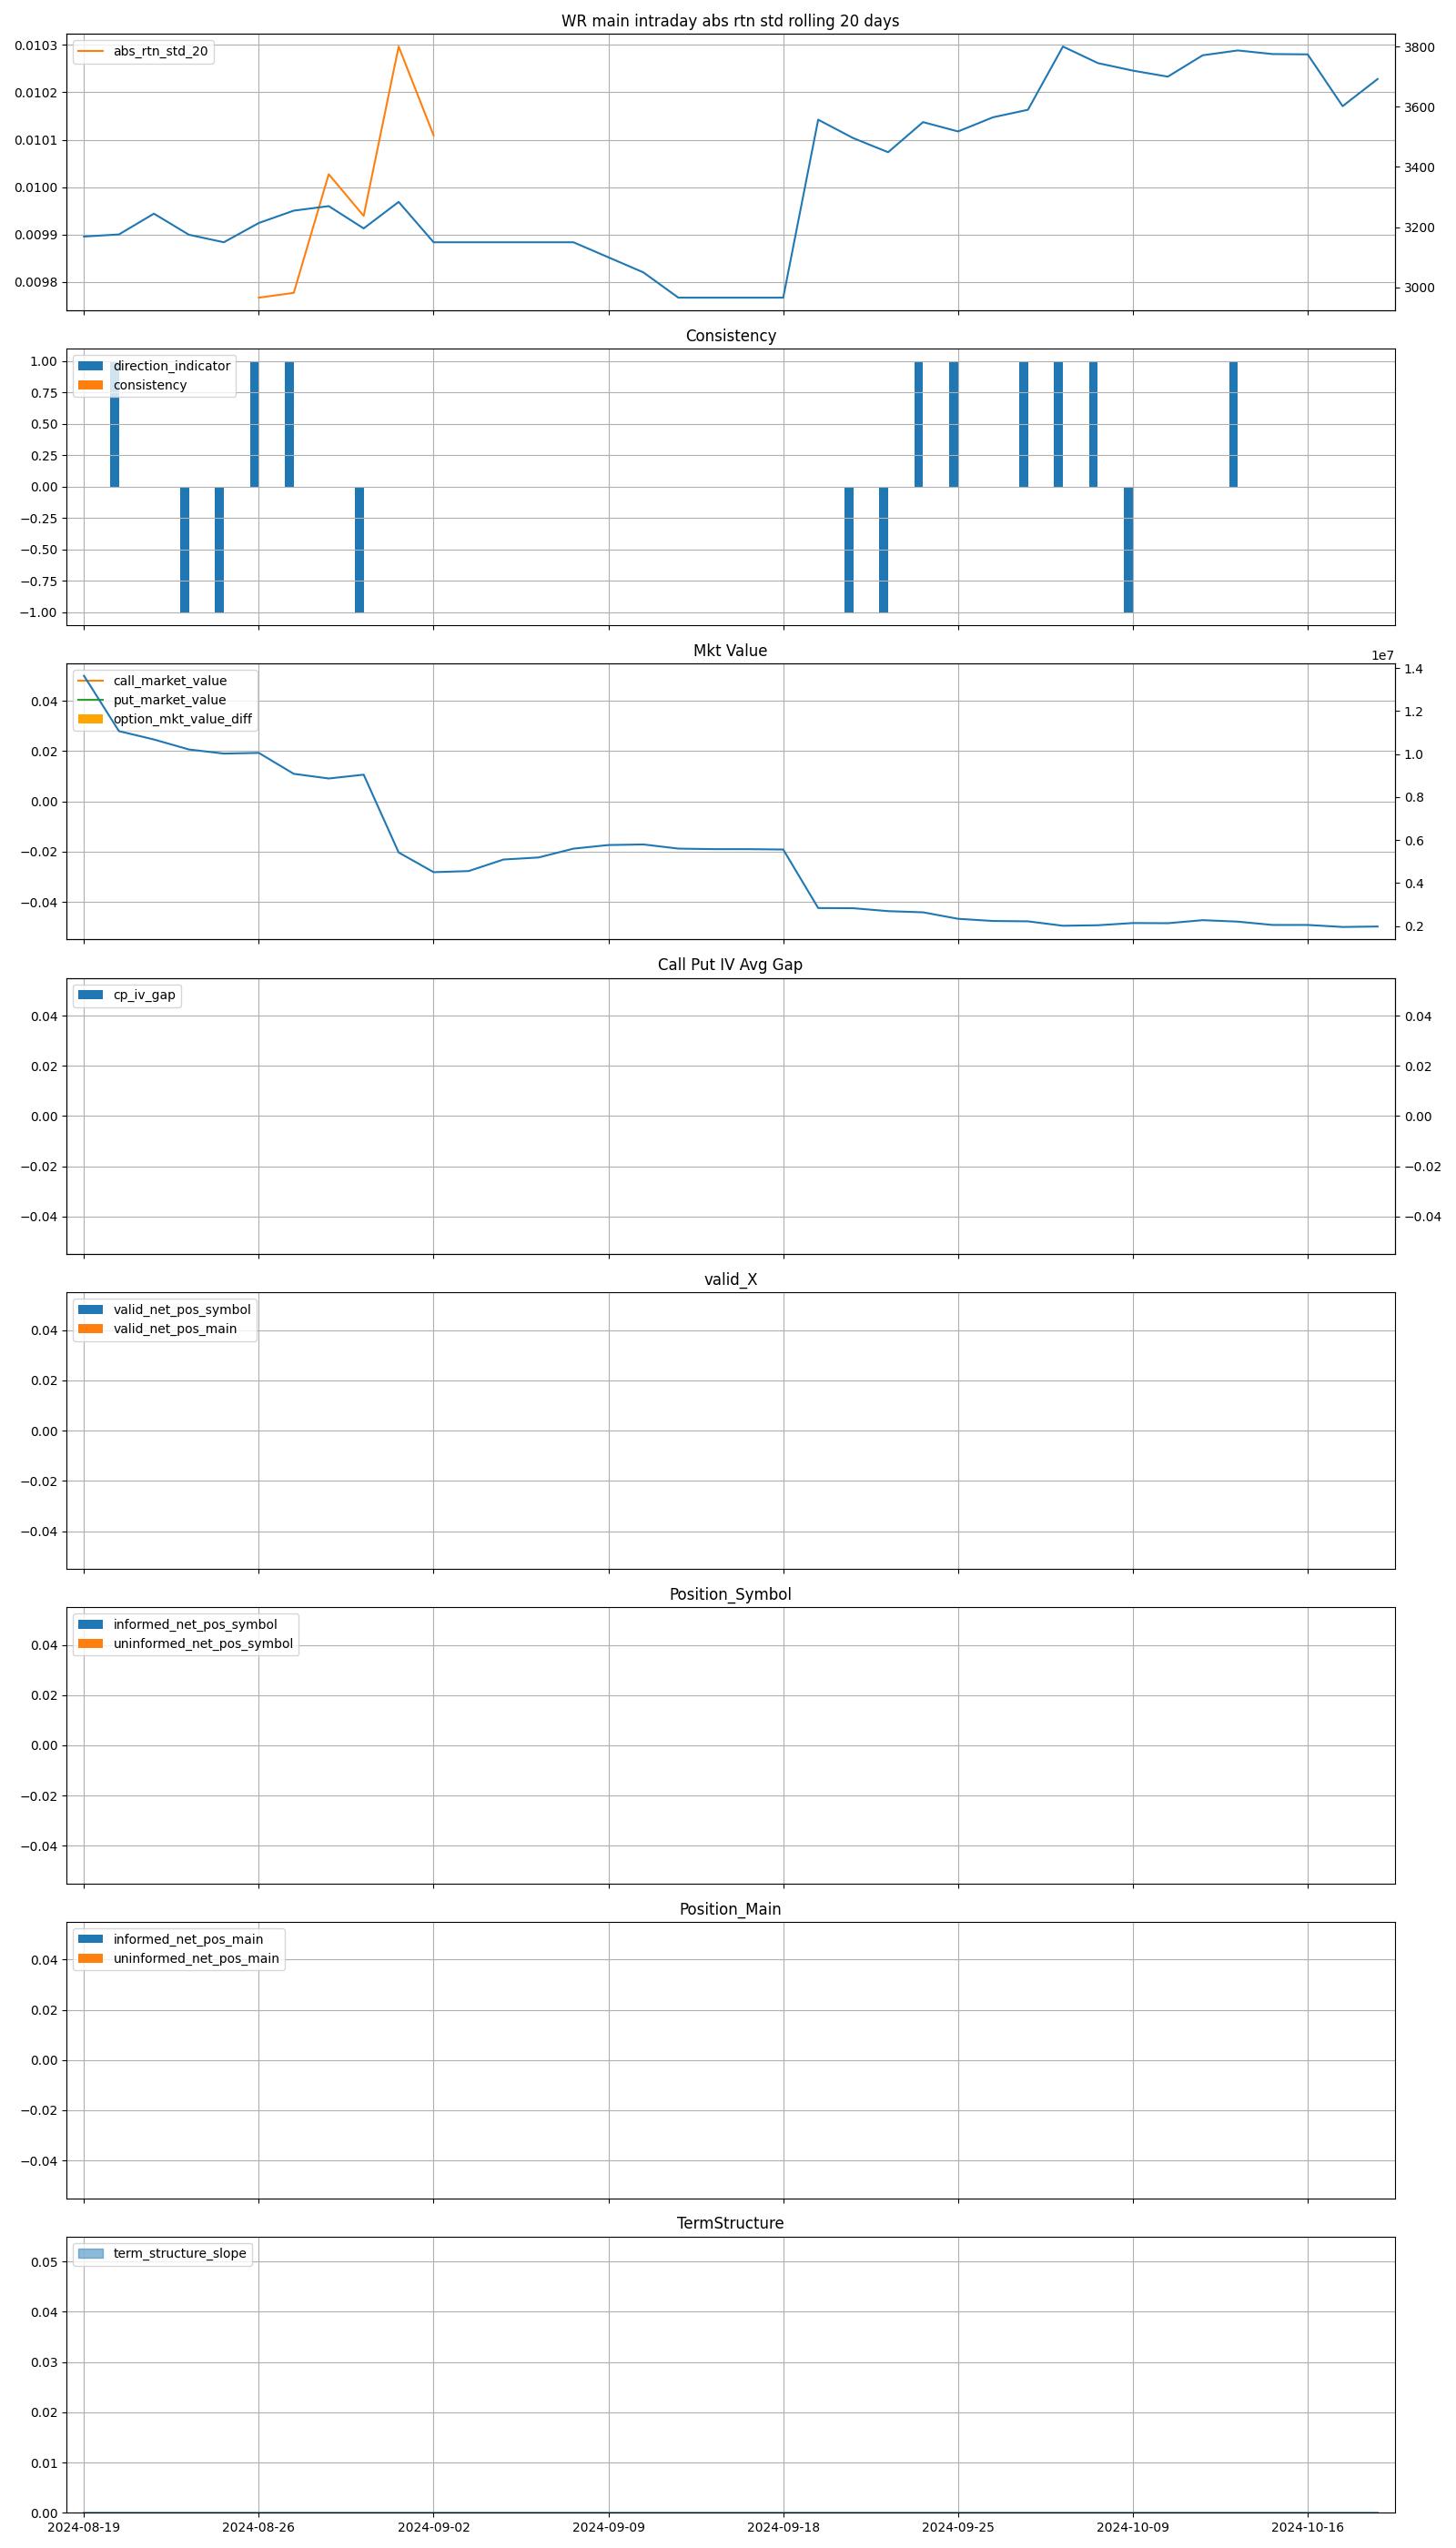 WR main intraday abs rtn std rolling 20 days
abs_rtn_std_20
0.0103
0.0102
0.0101
0.0100
0.0099
0.0098
3800
3600
3400
3200
3000
Consistency
direction_indicator
consistency
1.00
0.75
0.50
0.25
0.00
−0.25
−0.50
−0.75
−1.00
Mkt Value
1e7
call_market_value
put_market_value
option_mkt_value_diff
0.04
0.02
0.00
−0.02
−0.04
1.4
1.2
1.0
0.8
0.6
0.4
0.2
Call Put IV Avg Gap
cp_iv_gap
0.04
0.02
0.00
−0.02
−0.04
0.04
0.02
0.00
−0.02
−0.04
valid_X
valid_net_pos_symbol
valid_net_pos_main
0.04
0.02
0.00
−0.02
−0.04
Position_Symbol
informed_net_pos_symbol
uninformed_net_pos_symbol
0.04
0.02
0.00
−0.02
−0.04
Position_Main
informed_net_pos_main
uninformed_net_pos_main
0.04
0.02
0.00
−0.02
−0.04
TermStructure
term_structure_slope
0.05
0.04
0.03
0.02
0.01
0.00
2024-08-19 2024-08-26 2024-09-02 2024-09-09 2024-09-18 2024-09-25 2024-10-09 2024-10-16